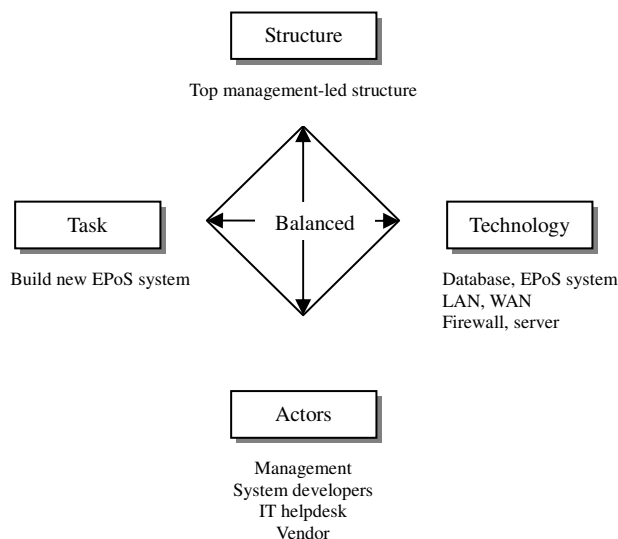 Structure
Top management-led structure
Task
Build new EPoS system
Balanced
Technology
Database, EPoS system
LAN, WAN
Firewall, server
Actors
Management
System developers
IT helpdesk
Vendor